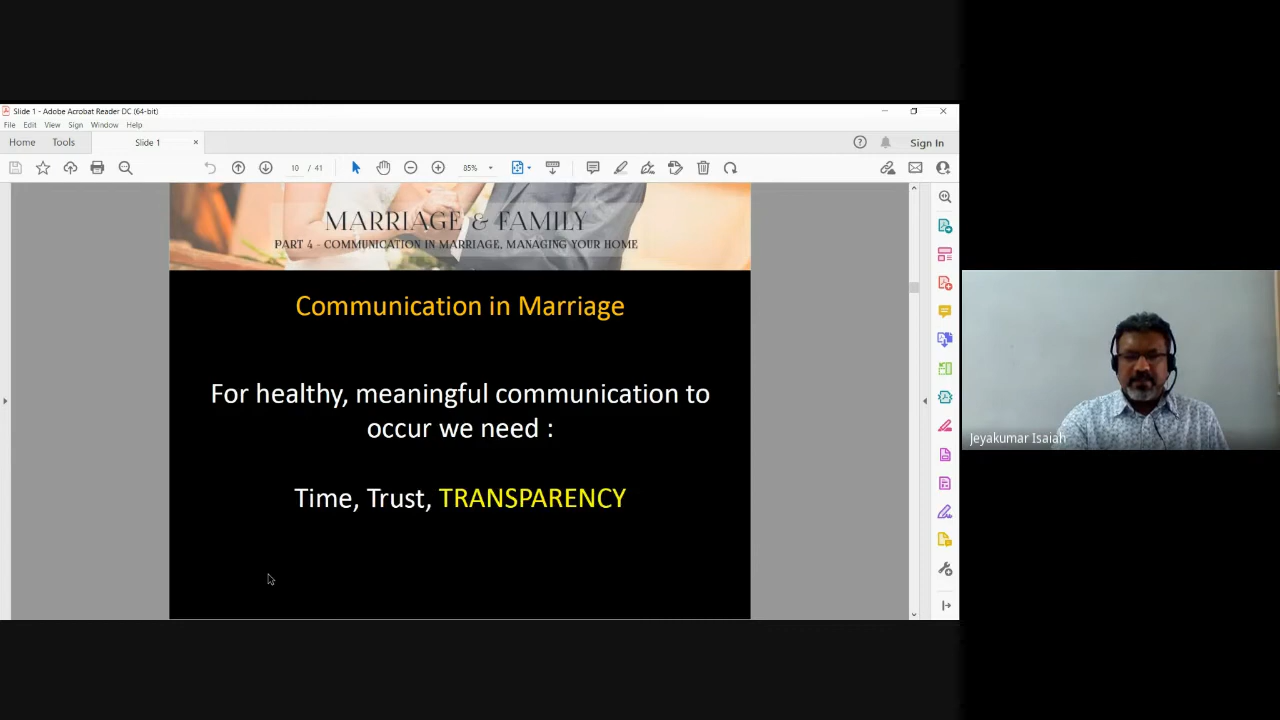 Slide 1 - Adobe Acrobat Reader DC (64-bit)
File Edit View Sign Window Help
Home Tools Slide 1 Sign In
10 / 41 85%
MARRIAGE & FAMILY
PART 4 - COMMUNICATION IN MARRIAGE, MANAGING YOUR HOME
Communication in Marriage
For healthy, meaningful communication to
occur we need :
Time, Trust, TRANSPARENCY
Jeyakumar Isaiah